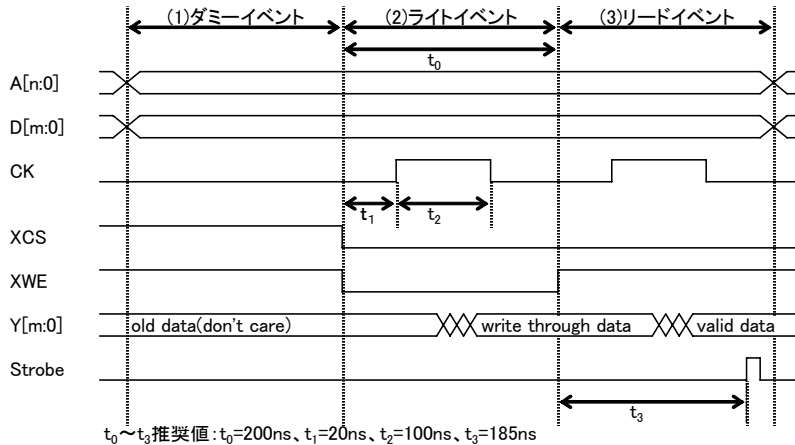 (1)ダミーイベント (2)ライトイベント (3)リードイベント
t0
A[n:0]
D[m:0]
CK
t1 t2
XCS
XWE
Y[m:0] old data(don't care) write through data valid data
Strobe
t3
t0～t3推奨値:t0=200ns、t1=20ns、t2=100ns、t3=185ns